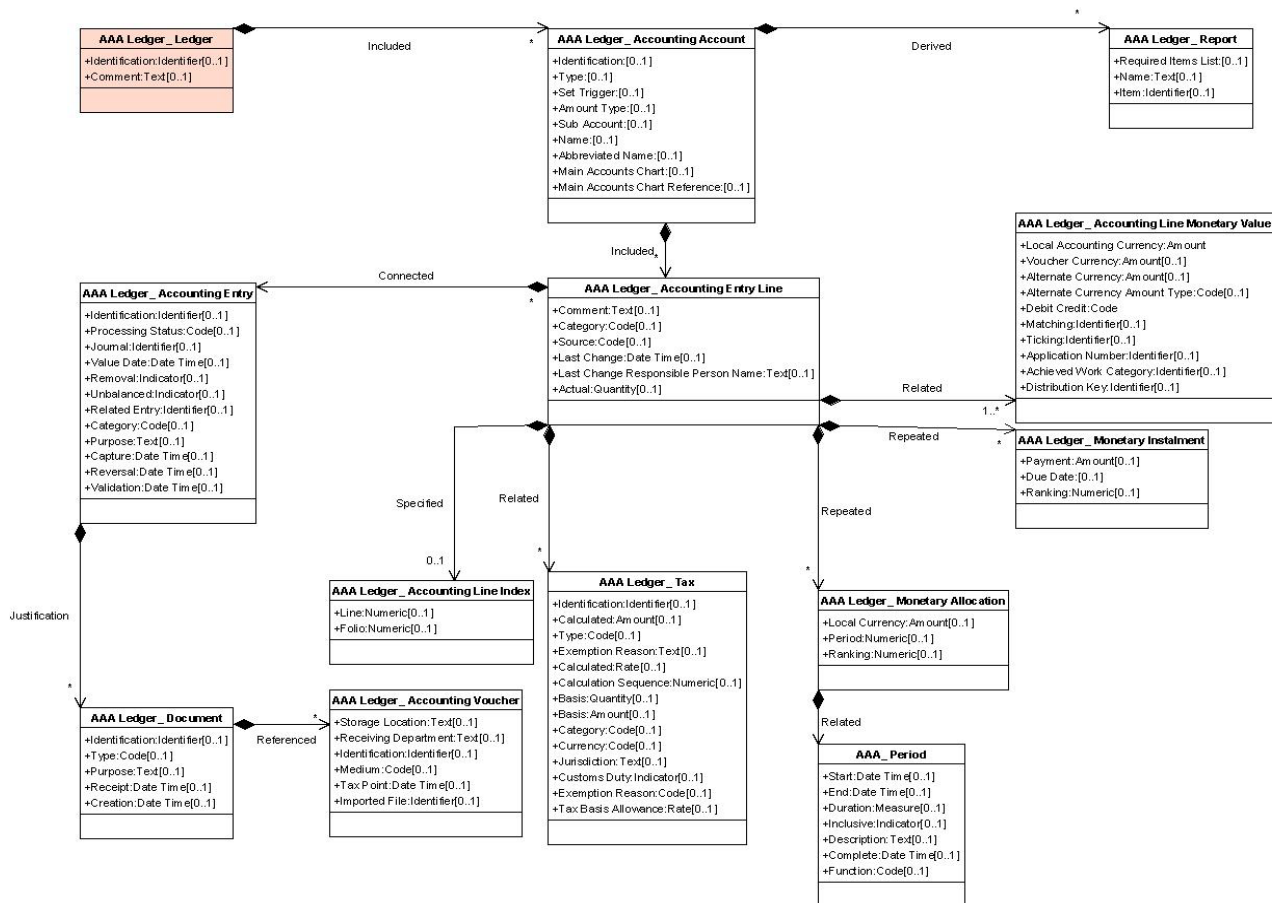 AAA Ledger_ Ledger
+Identification:Identifier[0..1]
+Comment:Text[0..1]
Included
*
AAA Ledger_ Accounting Account
+Identification:[0..1]
+Type:[0..1]
+Set Trigger:[0..1]
+Amount Type:[0..1]
+Sub Account:[0..1]
+Name:[0..1]
+Abbreviated Name:[0..1]
+Main Accounts Chart:[0..1]
+Main Accounts Chart Reference:[0..1]
Derived
*
AAA Ledger_ Report
+Required Items List:[0..1]
+Name:Text[0..1]
+Item:Identifier[0..1]
Included
*
Connected
*
AAA Ledger_ Accounting Entry
+Identification:Identifier[0..1]
+Processing Status:Code[0..1]
+Journal:Identifier[0..1]
+Value Date:Date Time[0..1]
+Removal:Indicator[0..1]
+Unbalanced:Indicator[0..1]
+Related Entry:Identifier[0..1]
+Category:Code[0..1]
+Purpose:Text[0..1]
+Capture:Date Time[0..1]
+Reversal:Date Time[0..1]
+Validation:Date Time[0..1]
AAA Ledger_ Accounting Entry Line
+Comment:Text[0..1]
+Category:Code[0..1]
+Source:Code[0..1]
+Last Change:Date Time[0..1]
+Last Change Responsible Person Name:Text[0..1]
+Actual:Quantity[0..1]
AAA Ledger_ Accounting Line Monetary Value
+Local Accounting Currency:Amount
+Voucher Currency:Amount[0..1]
+Alternate Currency:Amount[0..1]
+Alternate Currency Amount Type:Code[0..1]
+Debit Credit:Code
+Matching:Identifier[0..1]
+Ticking:Identifier[0..1]
+Application Number:Identifier[0..1]
+Achieved Work Category:Identifier[0..1]
+Distribution Key:Identifier[0..1]
Related
1..*
Repeated
*
AAA Ledger_ Monetary Instalment
+Payment:Amount[0..1]
+Due Date:[0..1]
+Ranking:Numeric[0..1]
Specified
0..1
Related
*
Repeated
*
AAA Ledger_ Accounting Line Index
+Line:Numeric[0..1]
+Folio:Numeric[0..1]
AAA Ledger_ Tax
+Identification:Identifier[0..1]
+Calculated:Amount[0..1]
+Type:Code[0..1]
+Exemption Reason:Text[0..1]
+Calculated:Rate[0..1]
+Calculation Sequence:Numeric[0..1]
+Basis:Quantity[0..1]
+Basis:Amount[0..1]
+Category:Code[0..1]
+Currency:Code[0..1]
+Jurisdiction:Text[0..1]
+Customs Duty:Indicator[0..1]
+Exemption Reason:Code[0..1]
+Tax Basis Allowance:Rate[0..1]
AAA Ledger_ Monetary Allocation
+Local Currency:Amount[0..1]
+Period:Numeric[0..1]
+Ranking:Numeric[0..1]
Justification
*
AAA Ledger_ Document
+Identification:Identifier[0..1]
+Type:Code[0..1]
+Purpose:Text[0..1]
+Receipt:Date Time[0..1]
+Creation:Date Time[0..1]
Referenced
*
AAA Ledger_ Accounting Voucher
+Storage Location:Text[0..1]
+Receiving Department:Text[0..1]
+Identification:Identifier[0..1]
+Medium:Code[0..1]
+Tax Point:Date Time[0..1]
+Imported File:Identifier[0..1]
Related
AAA_ Period
+Start:Date Time[0..1]
+End:Date Time[0..1]
+Duration:Measure[0..1]
+Inclusive:Indicator[0..1]
+Description:Text[0..1]
+Complete:Date Time[0..1]
+Function:Code[0..1]